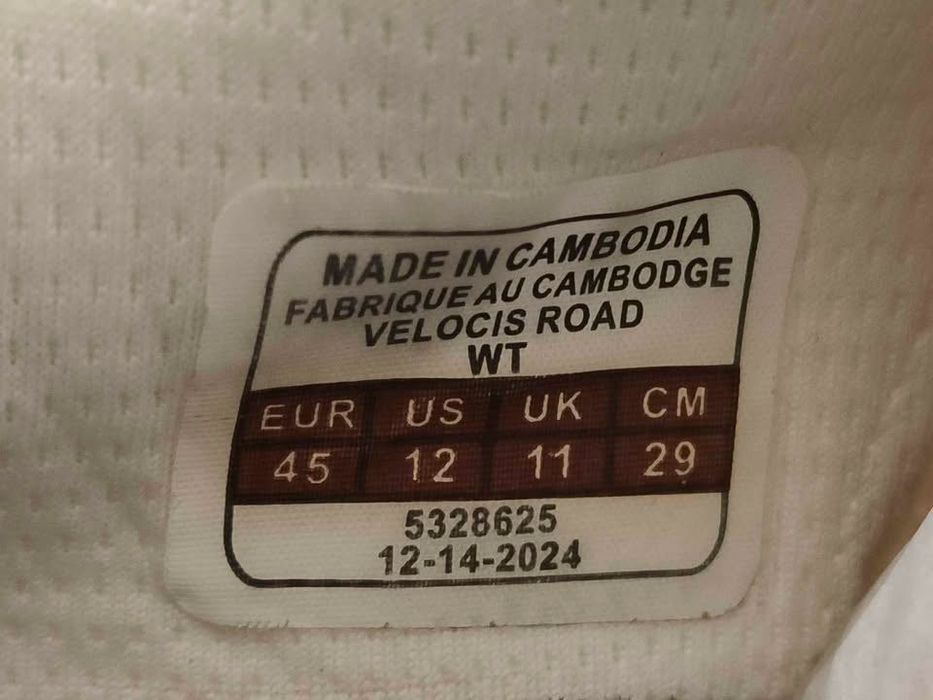 MADE IN CAMBODIA
FABRIQUE AU CAMBODGE
VELOCIS ROAD
WT
EUR US UK CM
45 12 11 29
5328625
12-14-2024